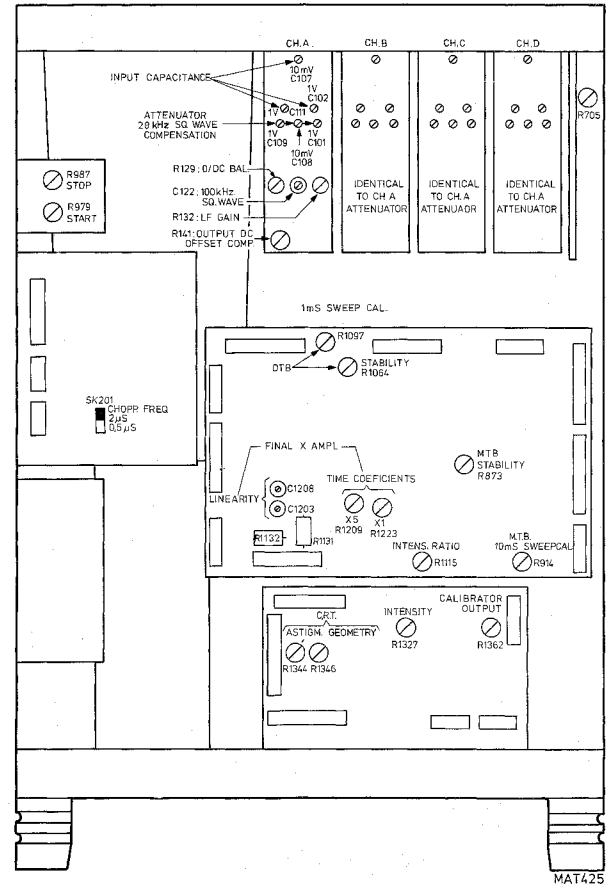 CH.A. CH.B CH.C CH.D
INPUT CAPACITANCE
10mV
C107
1V
C102
1V C111
R705
ATTENUATOR
20kHz SQ. WAVE
COMPENSATION
1V
C109
10mV
C108
1V
C101
R129: 0/DC BAL.
C122: 100kHz.
SQ.WAVE
R132: LF GAIN
R141: OUTPUT DC
OFFSET COMP.
IDENTICAL
TO CH.A
ATTENUATOR
IDENTICAL
TO CH.A
ATTENUAOR
IDENTICAL
TO CH.A
ATTENUATOR
R987
STOP
R979
START
1mS SWEEP CAL.
R1097
DTB
STABILITY
R1064
SK201
CHOPP. FREQ
2µS
0,5µS
FINAL X AMPL
M.T.B
STABILITY
R873
LINEARITY
C1208
C1203
TIME COEFICIENTS
X5
R1209
X1
R1223
R1132
R1131
INTENS. RATIO
R1115
M.T.B.
10mS SWEEPCAL
R914
C.R.T.
ASTIGM. GEOMETRY
R1344 R1346
INTENSITY
R1327
CALIBRATOR
OUTPUT
R1362
MAT425